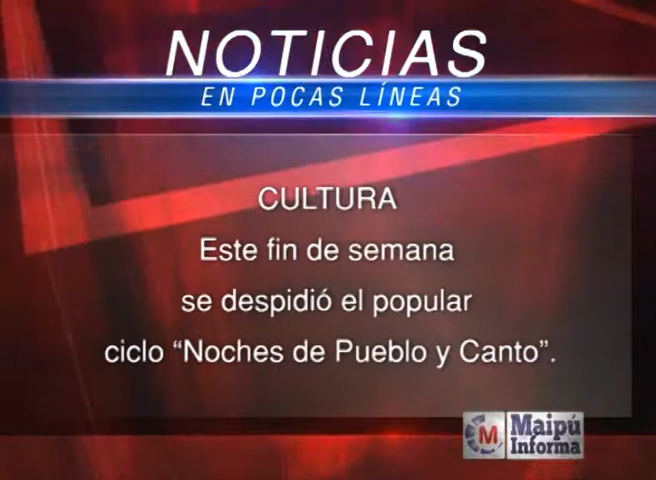 NOTICIAS
EN POCAS LÍNEAS
CULTURA
Este fin de semana
se despidió el popular
ciclo “Noches de Pueblo y Canto”.
M Maipú
Informa